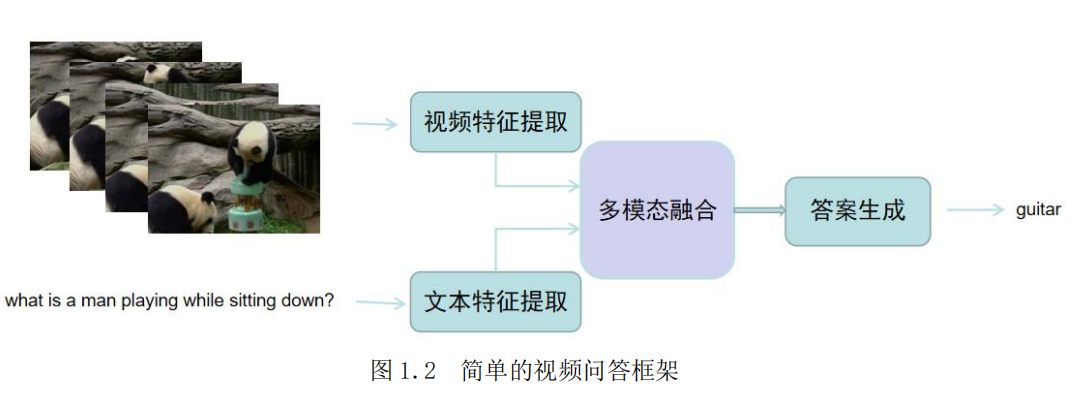 视频特征提取
多模态融合
答案生成
guitar
what is a man playing while sitting down?
文本特征提取
图 1.2 简单的视频问答框架